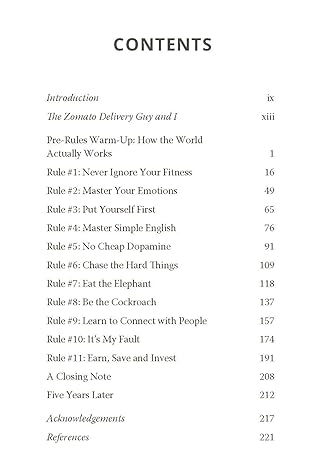 CONTENTS
Introduction ix
The Zomato Delivery Guy and I xiii
Pre-Rules Warm-Up: How the World
Actually Works 1
Rule #1: Never Ignore Your Fitness 16
Rule #2: Master Your Emotions 49
Rule #3: Put Yourself First 65
Rule #4: Master Simple English 76
Rule #5: No Cheap Dopamine 91
Rule #6: Chase the Hard Things 109
Rule #7: Eat the Elephant 118
Rule #8: Be the Cockroach 137
Rule #9: Learn to Connect with People 157
Rule #10: It's My Fault 174
Rule #11: Earn, Save and Invest 191
A Closing Note 208
Five Years Later 212
Acknowledgements 217
References 221